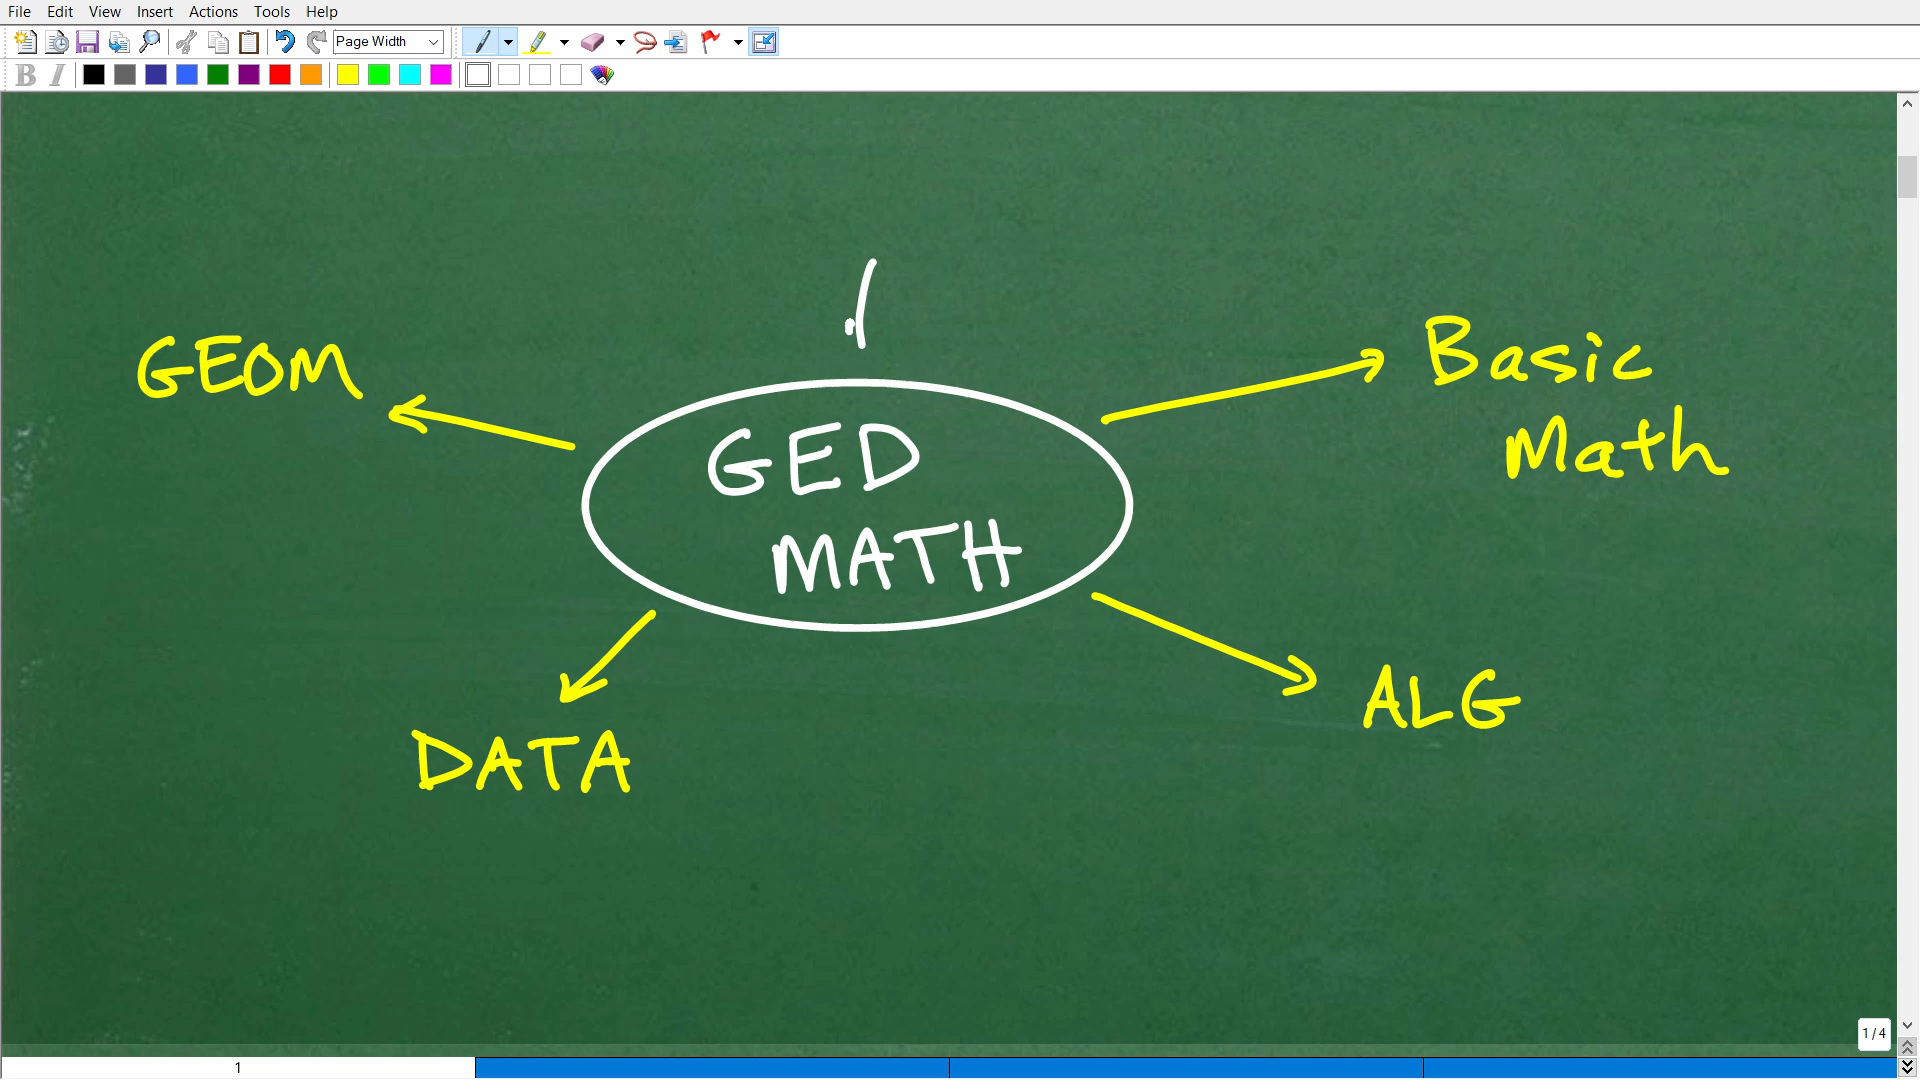 File Edit View Insert Actions Tools Help
Page Width
B I
GEOM
Basic
Math
GED
MATH
DATA
ALG
1 / 4
1